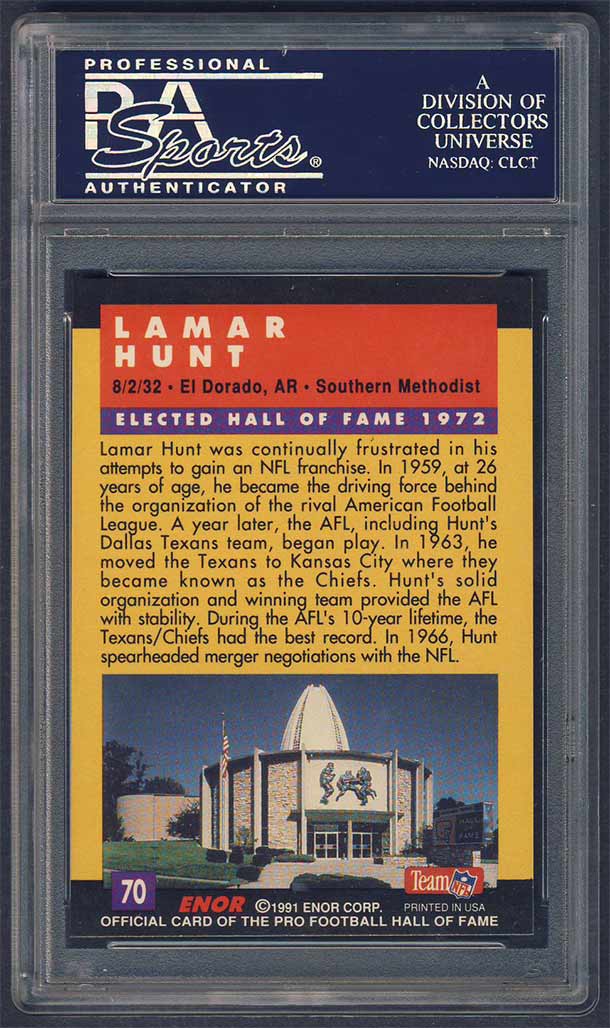 PROFESSIONAL
PSA
Sports®
AUTHENTICATOR
A
DIVISION OF
COLLECTORS
UNIVERSE
NASDAQ: CLCT
LAMAR
HUNT
8/2/32 • El Dorado, AR • Southern Methodist
ELECTED HALL OF FAME 1972
Lamar Hunt was continually frustrated in his
attempts to gain an NFL franchise. In 1959, at 26
years of age, he became the driving force behind
the organization of the rival American Football
League. A year later, the AFL, including Hunt's
Dallas Texans team, began play. In 1963, he
moved the Texans to Kansas City where they
became known as the Chiefs. Hunt's solid
organization and winning team provided the AFL
with stability. During the AFL's 10-year lifetime, the
Texans/Chiefs had the best record. In 1966, Hunt
spearheaded merger negotiations with the NFL.
HALL OF
FAME
Team NFL
70
ENOR ©1991 ENOR CORP. PRINTED IN USA
OFFICIAL CARD OF THE PRO FOOTBALL HALL OF FAME